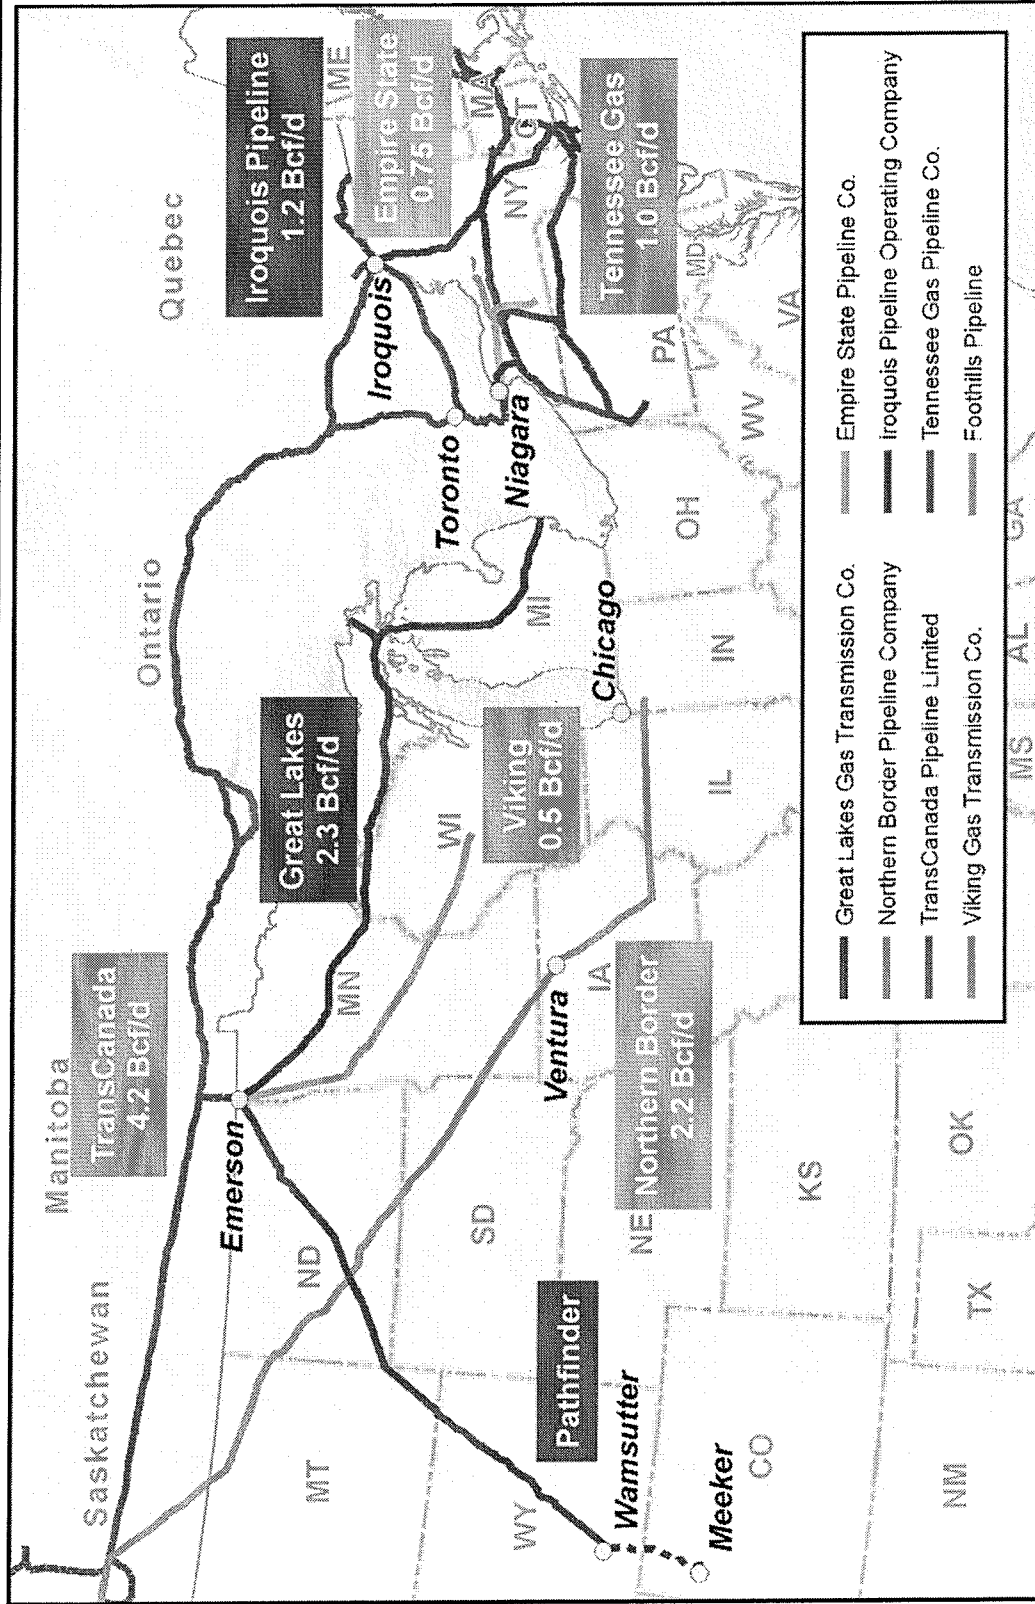 Saskatchewan
Manitoba
Ontario
Quebec
TransCanada
4.2 Bcf/d
Great Lakes
2.3 Bcf/d
Iroquois Pipeline
1.2 Bcf/d
ME
Empire State
0.75 Bcf/d
Emerson
Iroquois
Toronto
Niagara
MA
CT
NY
MT
ND
MN
WI
MI
Viking
0.5 Bcf/d
Tennessee Gas
1.0 Bcf/d
SD
Ventura
Chicago
PA
MD
Pathfinder
WY
Wamsutter
NE
Northern Border
2.2 Bcf/d
IA
IL
IN
OH
WV
VA
Meeker
CO
KS
NM
TX
OK
MS
AL
GA
Great Lakes Gas Transmission Co.
Northern Border Pipeline Company
TransCanada Pipeline Limited
Viking Gas Transmission Co.
Empire State Pipeline Co.
Iroquois Pipeline Operating Company
Tennessee Gas Pipeline Co.
Foothills Pipeline